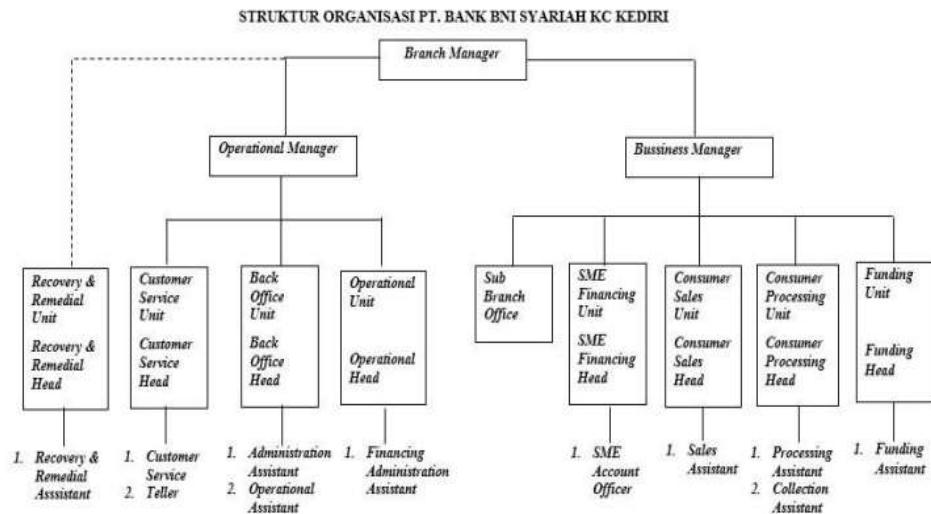 STRUKTUR ORGANISASI PT. BANK BNI SYARIAH KC KEDIRI
Branch Manager
Operational Manager
Bussiness Manager
Recovery &
Remedial
Unit
Recovery &
Remedial
Head
Customer
Service
Unit
Customer
Service
Head
Back
Office
Unit
Back
Office
Head
Operational
Unit
Operational
Head
Sub
Branch
Office
SME
Financing
Unit
SME
Financing
Head
Consumer
Sales
Unit
Consumer
Sales
Head
Consumer
Processing
Unit
Consumer
Processing
Head
Funding
Unit
Funding
Head
1. Recovery &
Remedial
Asssistant
1. Customer
Service
2. Teller
1. Administration
Assistant
2. Operational
Assistant
1. Financing
Administration
Assistant
1. SME
Account
Officer
1. Sales
Assistant
1. Processing
Assistant
2. Collection
Assistant
1. Funding
Assistant